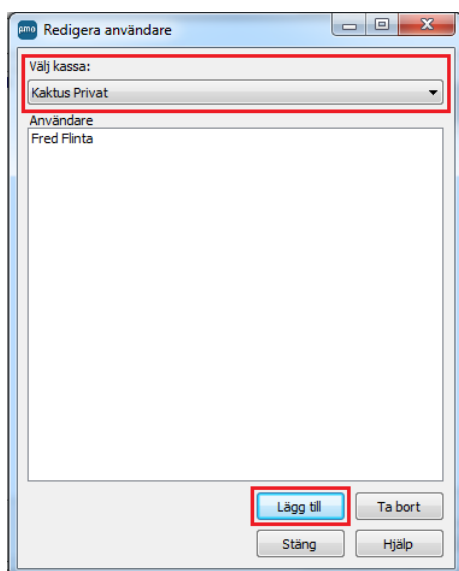 pmo Redigera användare
Välj kassa:
Kaktus Privat
Användare
Fred Flinta
Lägg till Ta bort
Stäng Hjälp